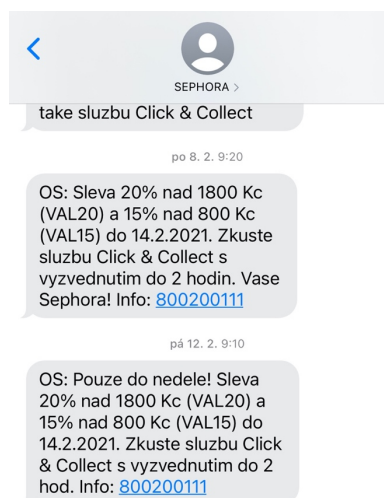 SEPHORA >
take sluzbu Click & Collect
po 8. 2. 9:20
OS: Sleva 20% nad 1800 Kc
(VAL20) a 15% nad 800 Kc
(VAL15) do 14.2.2021. Zkuste
sluzbu Click & Collect s
vyzvednutim do 2 hodin. Vase
Sephora! Info: 800200111
pá 12. 2. 9:10
OS: Pouze do nedele! Sleva
20% nad 1800 Kc (VAL20) a
15% nad 800 Kc (VAL15) do
14.2.2021. Zkuste sluzbu Click
& Collect s vyzvednutim do 2
hod. Info: 800200111